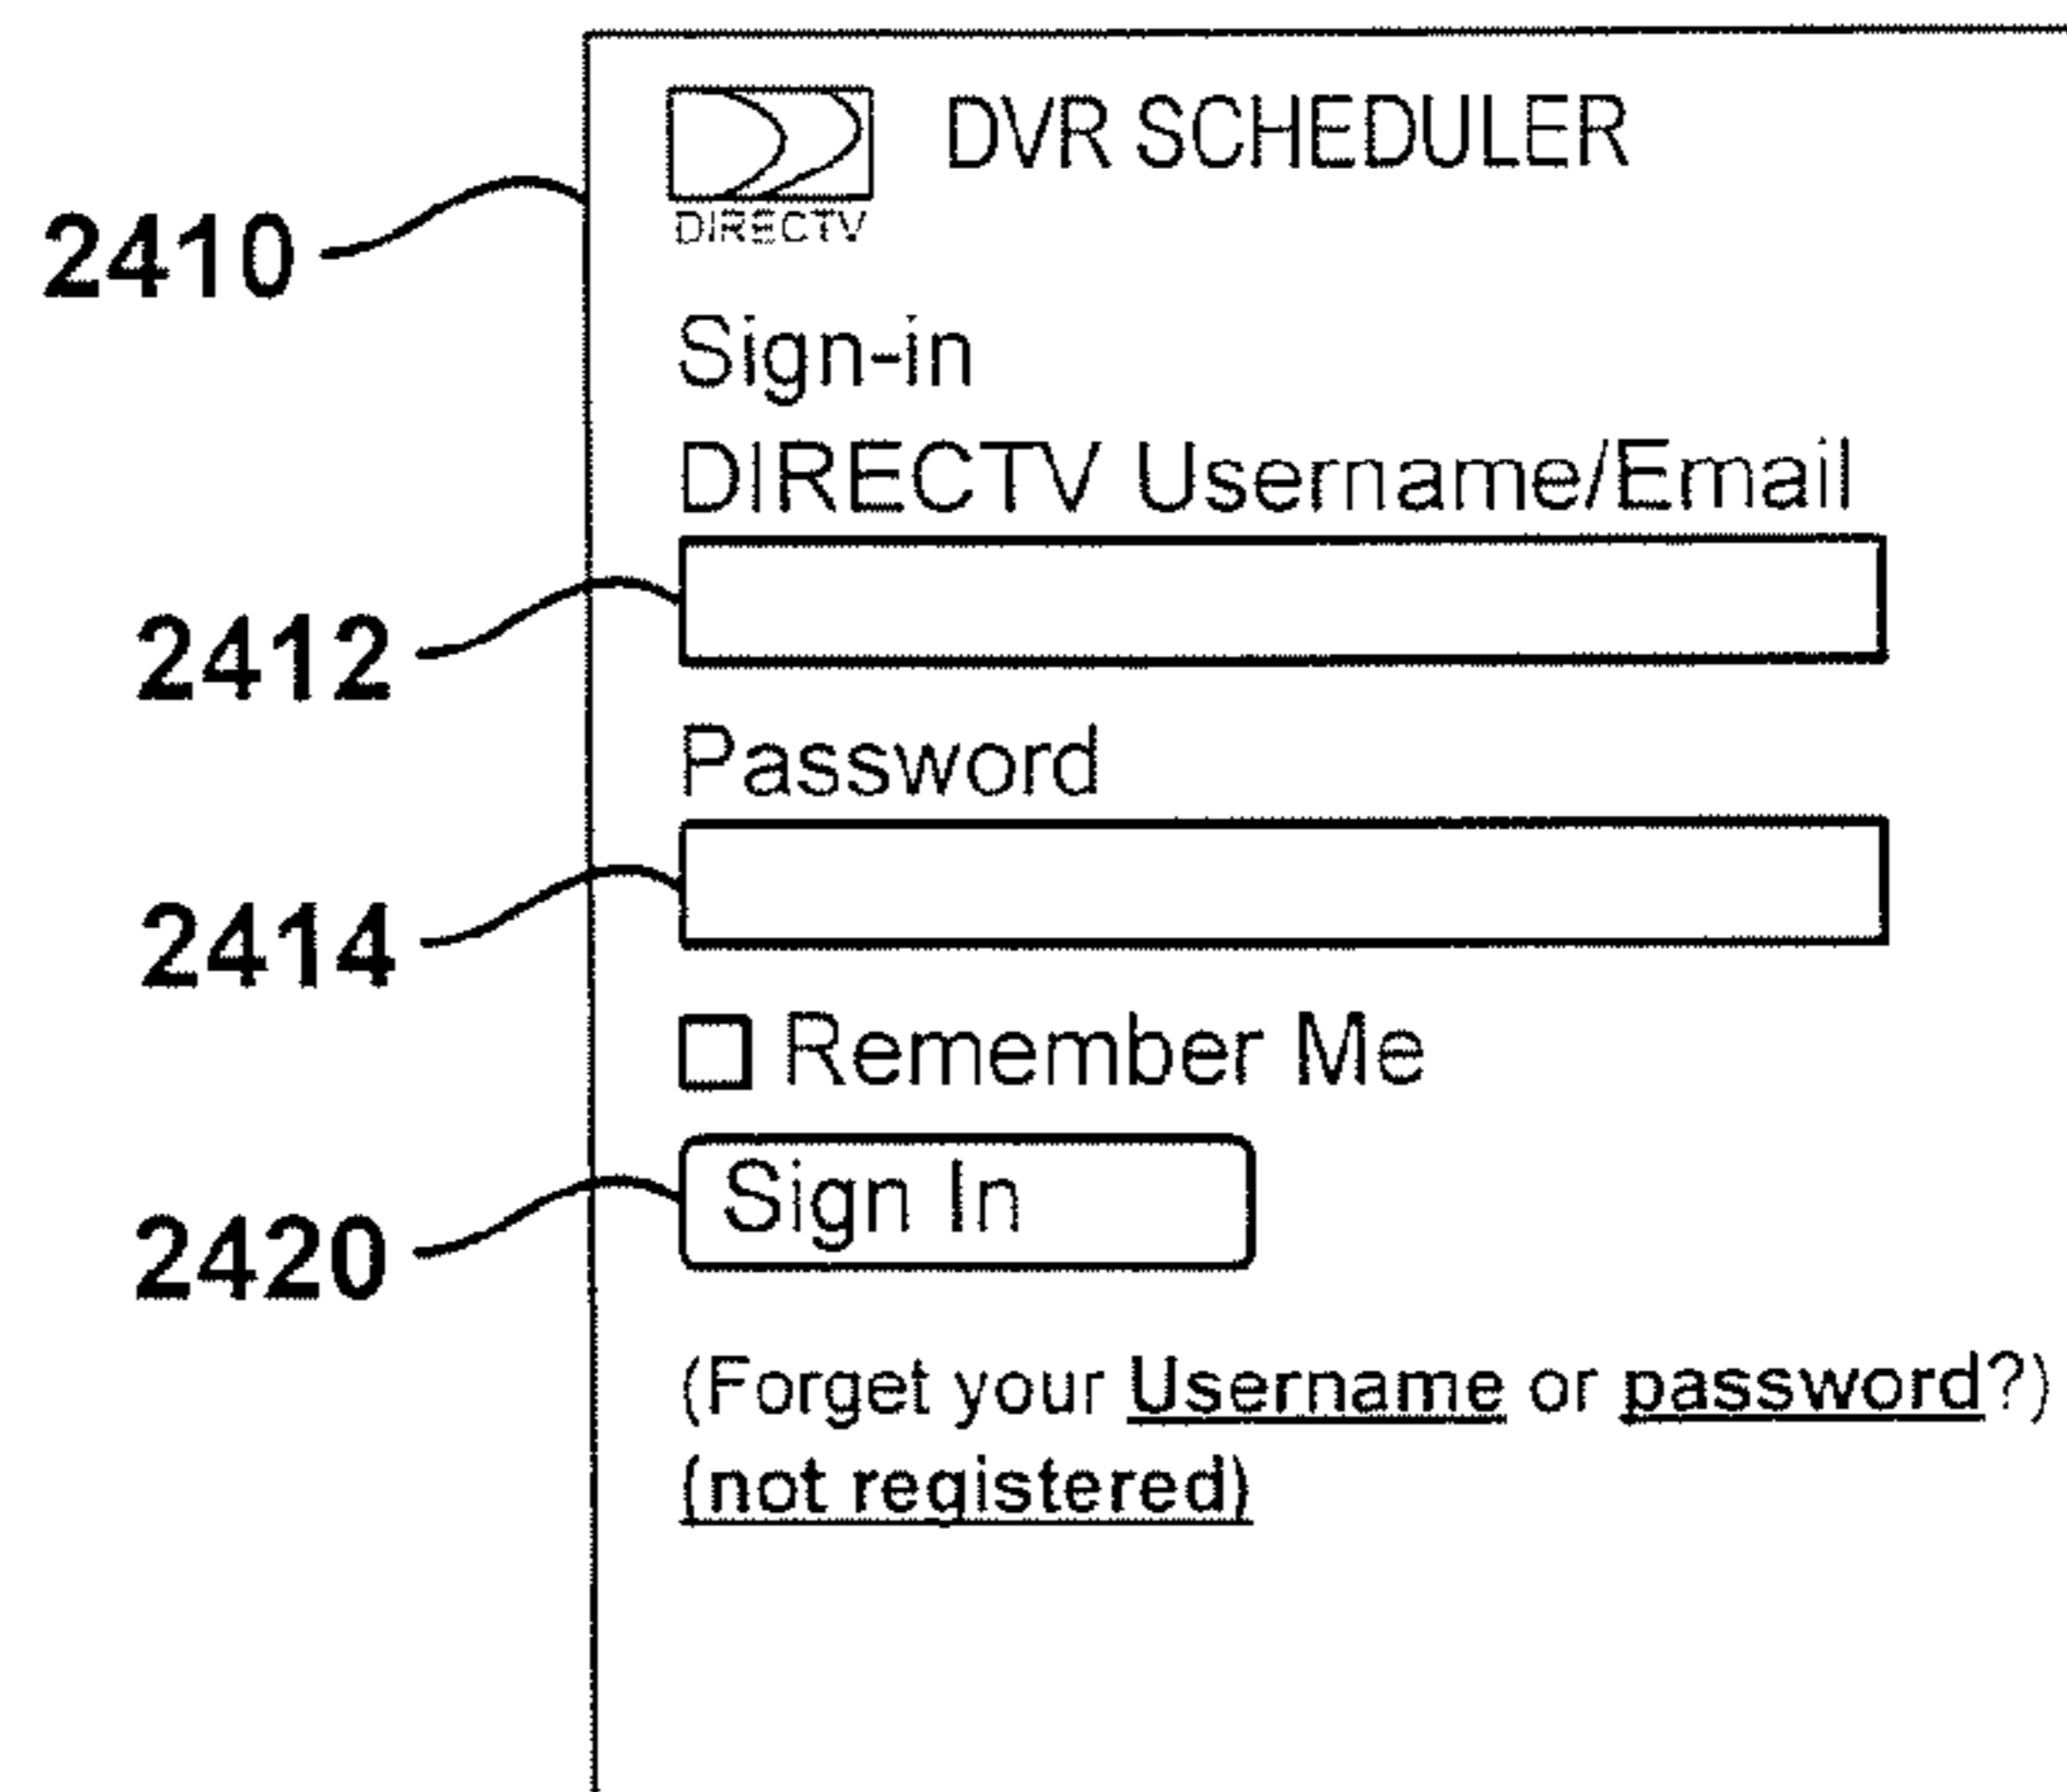 DVR SCHEDULER
DIRECTV
2410
Sign-in
DIRECTV Username/Email
2412
Password
2414
Remember Me
Sign In
2420
(Forget your Username or password?)
(not registered)